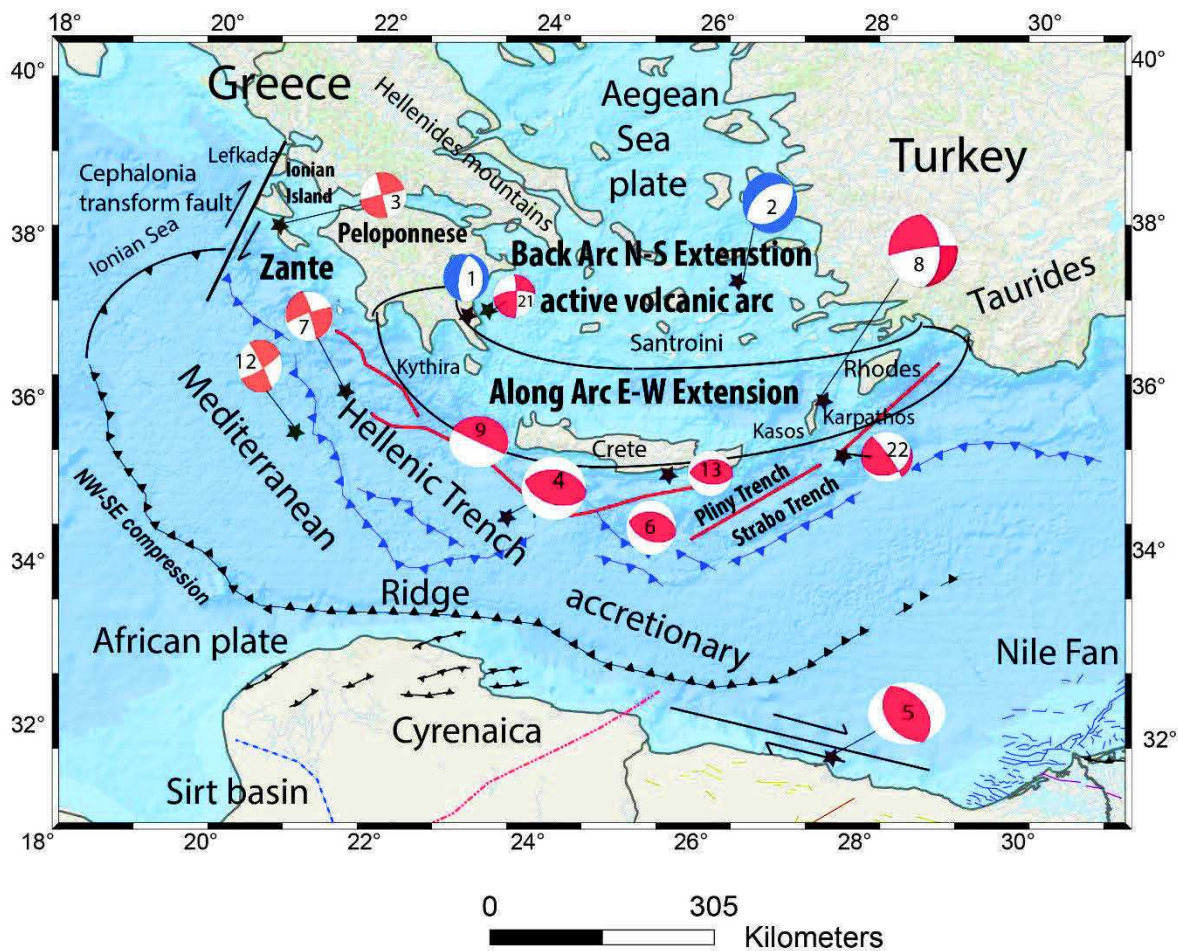 18° 20° 22° 24° 26° 28° 30°
40° 40°
Greece
Aegean
Sea
plate
Hellenides mountains
Turkey
Lefkada
Cephalonia
transform fault
Ionian
Island
3
2
38° 38°
Ionian Sea
Peloponnese
Zante
Back Arc N-S Extenstion
8
1
21
active volcanic arc
Taurides
7
Santroini
12
Kythira
Rhodes
36° 36°
Along Arc E-W Extension
Karpathos
Kasos
9
Crete
22
13
4
Mediterranean
Hellenic Trench
Pliny Trench
Strabo Trench
6
NW-SE compression
34° 34°
Ridge
accretionary
African plate
Nile Fan
5
32° 32°
Cyrenaica
Sirt basin
18° 20° 22° 24° 26° 28° 30°
0 305
Kilometers